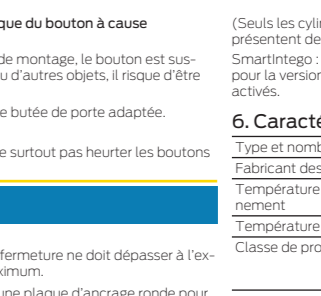 que du bouton à cause
de montage, le bouton est sus-
u d'autres objets, il risque d'être
e butée de porte adaptée.
e surtout pas heurter les boutons
fermeture ne doit dépasser à l'ex-
ximum.
une plaque d'ancrage ronde pour
(Seuls les cylin
présentent de
SmartIntego :
pour la version
activés.
6. Caracté
Type et nomb
Fabricant des
Température
nement
Température
Classe de pro